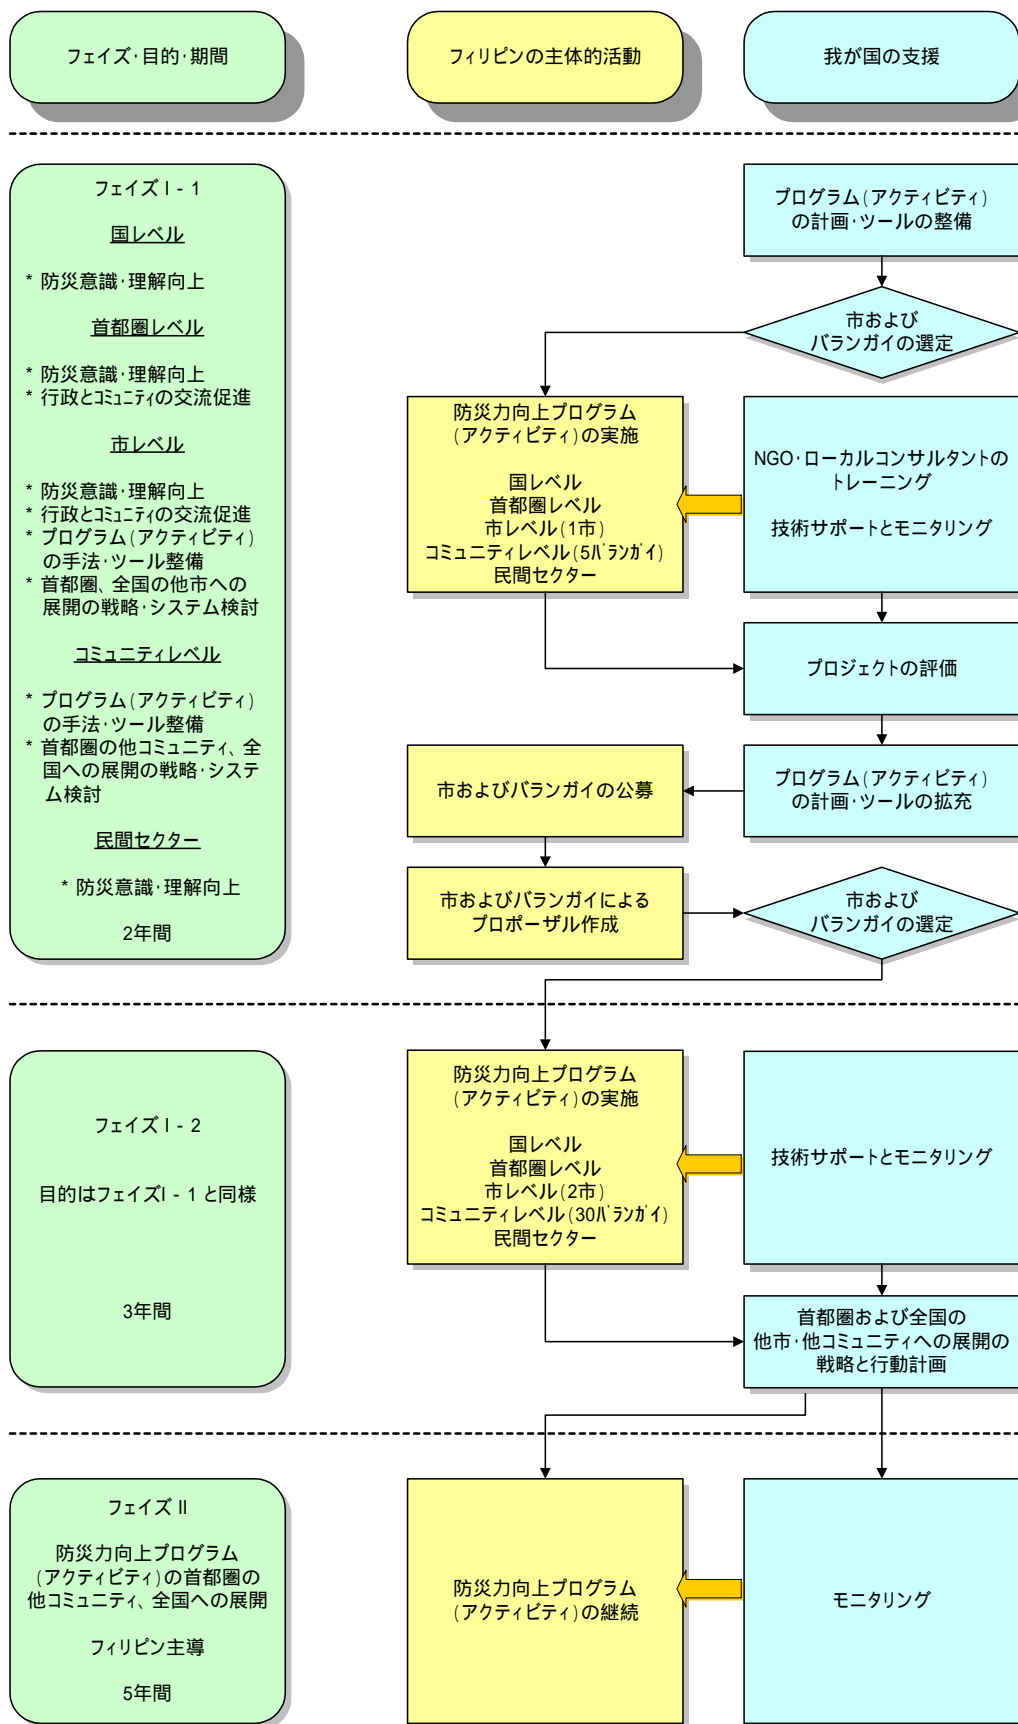 フェイズ･目的･期間
フィリピンの主体的活動
我が国の支援
フェイズ I - 1
国レベル
* 防災意識･理解向上
首都圏レベル
* 防災意識･理解向上
* 行政とコミュニティの交流促進
市レベル
* 防災意識･理解向上
* 行政とコミュニティの交流促進
* プログラム(アクティビティ)
の手法･ツール整備
* 首都圏、全国の他市への
展開の戦略･システム検討
コミュニティレベル
* プログラム(アクティビティ)
の手法･ツール整備
* 首都圏の他コミュニティ、全
国への展開の戦略･システ
ム検討
民間セクター
* 防災意識･理解向上
2年間
プログラム(アクティビティ)
の計画･ツールの整備
市および
バランガイの選定
防災力向上プログラム
(アクティビティ)の実施
国レベル
首都圏レベル
市レベル(1市)
コミュニティレベル(5バランガイ)
民間セクター
NGO･ローカルコンサルタントの
トレーニング
技術サポートとモニタリング
プロジェクトの評価
プログラム(アクティビティ)
の計画･ツールの拡充
市およびバランガイの公募
市およびバランガイによる
プロポーザル作成
市および
バランガイの選定
フェイズ I - 2
目的はフェイズI - 1 と同様
3年間
防災力向上プログラム
(アクティビティ)の実施
国レベル
首都圏レベル
市レベル(2市)
コミュニティレベル(30バランガイ)
民間セクター
技術サポートとモニタリング
首都圏および全国の
他市･他コミュニティへの展開の
戦略と行動計画
フェイズ II
防災力向上プログラム
(アクティビティ)の首都圏の
他コミュニティ、全国への展開
フィリピン主導
5年間
防災力向上プログラム
(アクティビティ)の継続
モニタリング